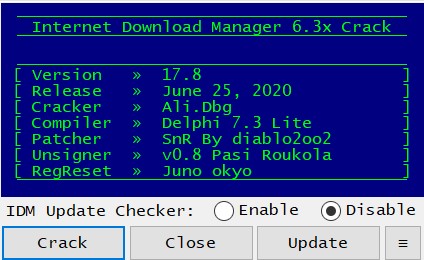 Internet Download Manager 6.3x Crack
[ Version » 17.8 ]
[ Release » June 25, 2020 ]
[ Cracker » Ali.Dbg ]
[ Compiler » Delphi 7.3 Lite ]
[ Patcher » SnR By diablo2oo2 ]
[ Unsigner » v0.8 Pasi Ruokola ]
[ RegReset » Juno okyo ]
IDM Update Checker: Enable Disable
Crack Close Update ≡